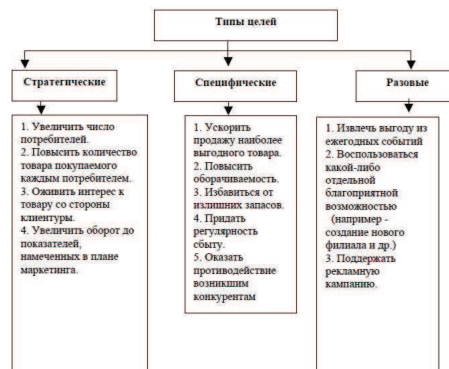 Типы целей
Стратегические
Специфические
Разовые
1. Увеличить число
потребителей.
2. Повысить количество
товара покупаемого
каждым потребителем.
3. Оживить интерес к
товару со стороны
клиентуры.
4. Увеличить оборот до
показателей,
намеченных в плане
маркетинга.
1. Ускорить
продажу наиболее
выгодного товара.
2. Повысить
оборачиваемость.
3. Избавиться от
излишних запасов.
4. Придать
регулярность
сбыту.
5. Оказать
противодействие
возникшим
конкурентам
1. Извлечь выгоду из
ежегодных событий
2. Воспользоваться
какой-либо
отдельной
благоприятной
возможностью
(например -
создание нового
филиала и др.)
3. Поддержать
рекламную
кампанию.